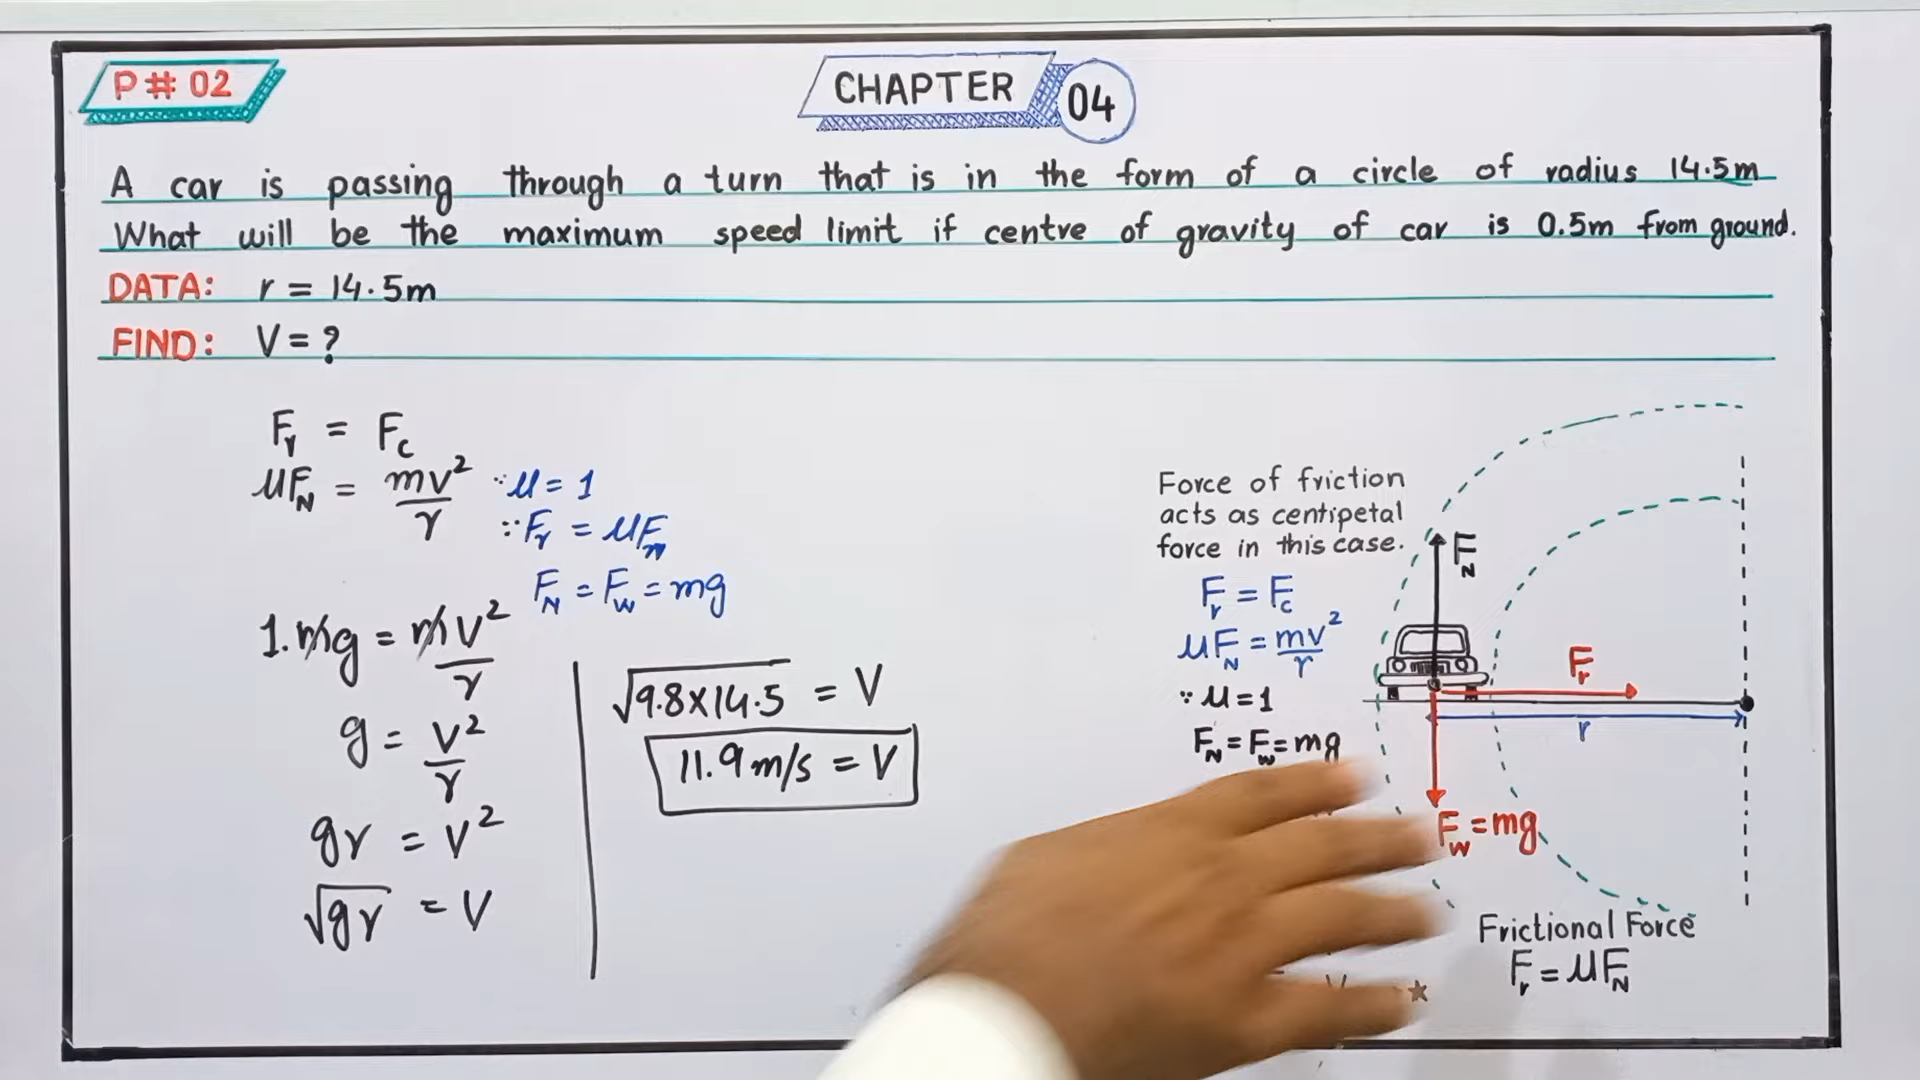 P # 02
CHAPTER 04
A car is passing through a turn that is in the form of a circle of radius 14.5m
What will be the maximum speed limit if centre of gravity of car is 0.5m from ground.
DATA: r = 14.5m
FIND: V = ?
Fr = Fc
μFN = mv²/r ∵ μ = 1
∵ Fr = μFN
FN = Fw = mg
1.mg = mv²/r
g = v²/r
gr = v²
√gr = V
√9.8×14.5 = V
11.9 m/s = V
Force of friction
acts as centipetal
force in this case.
Fr = Fc
μFN = mv²/r
∵ μ = 1
FN = Fw = mg
FN
Fr
r
Fw = mg
Frictional Force
Fr = μFN